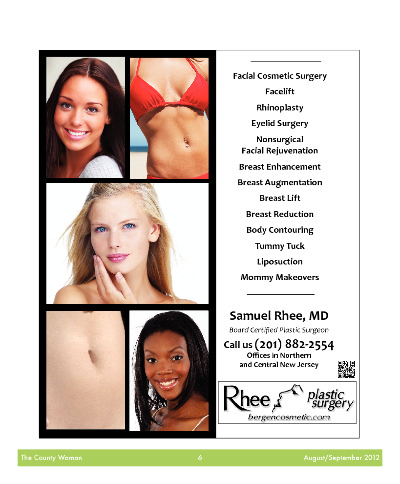 Facial Cosmetic Surgery
Facelift
Rhinoplasty
Eyelid Surgery
Nonsurgical
Facial Rejuvenation
Breast Enhancement
Breast Augmentation
Breast Lift
Breast Reduction
Body Contouring
Tummy Tuck
Liposuction
Mommy Makeovers
Samuel Rhee, MD
Board Certified Plastic Surgeon
Call us (201) 882-2554
Offices in Northern
and Central New Jersey
Rhee plastic
surgery
bergencosmetic.com
The County Woman 6 August/September 2012